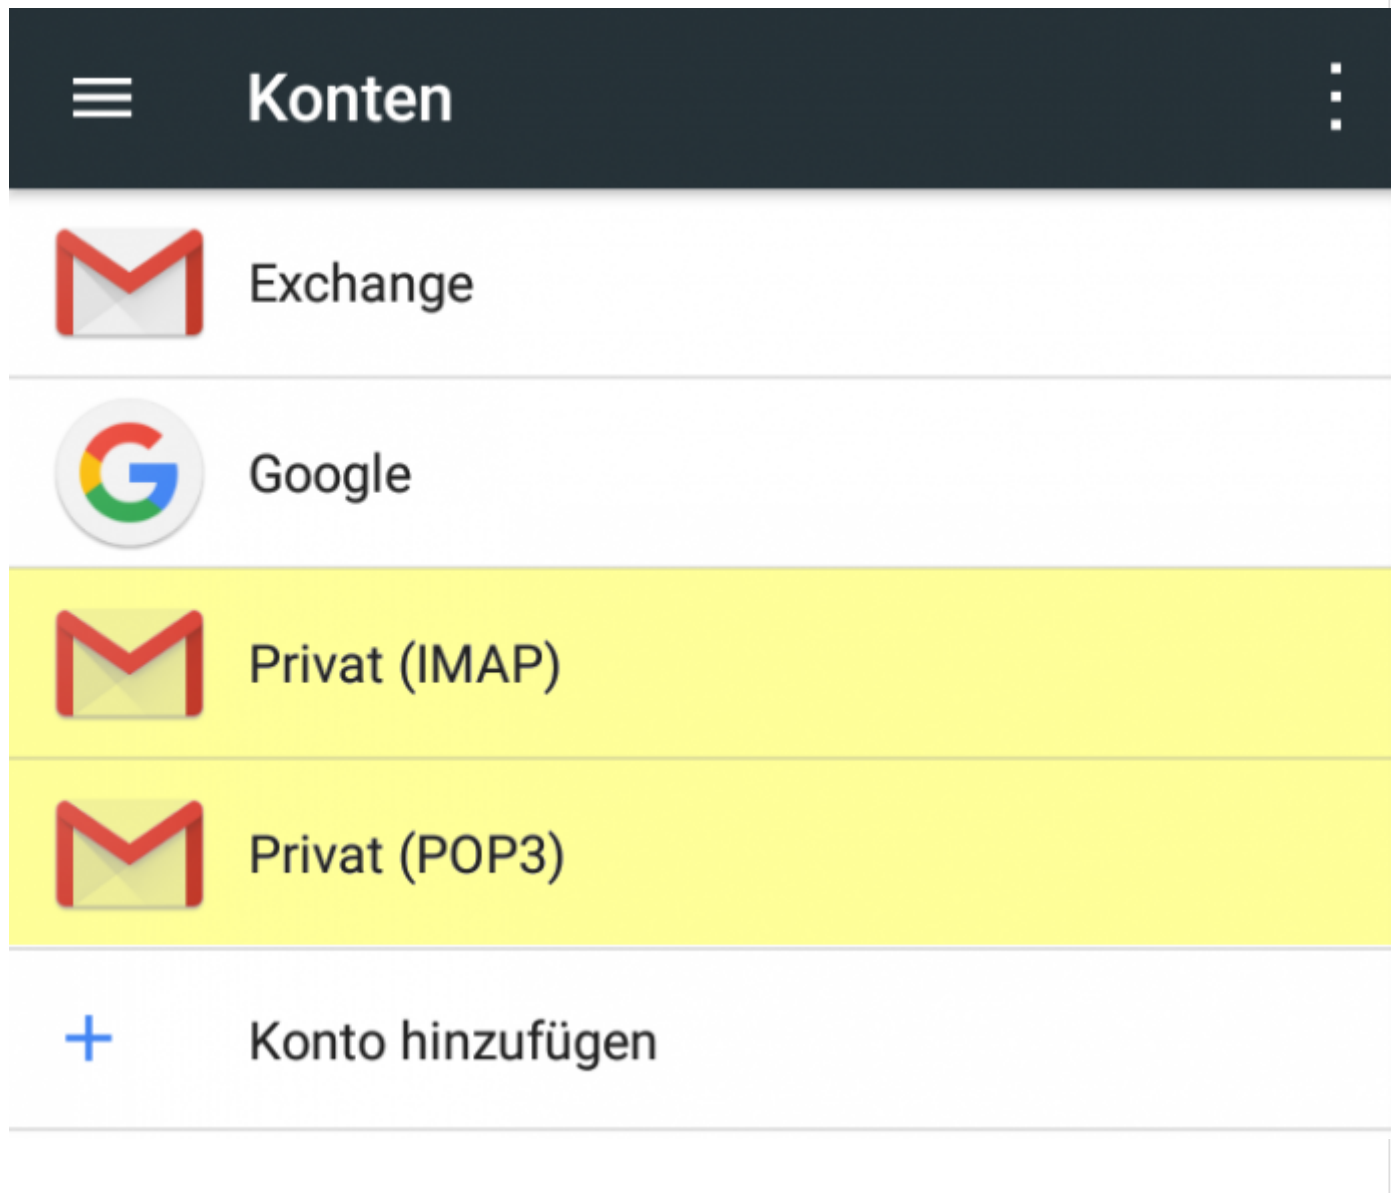 Konten
Exchange
Google
Privat (IMAP)
Privat (POP3)
Konto hinzufügen